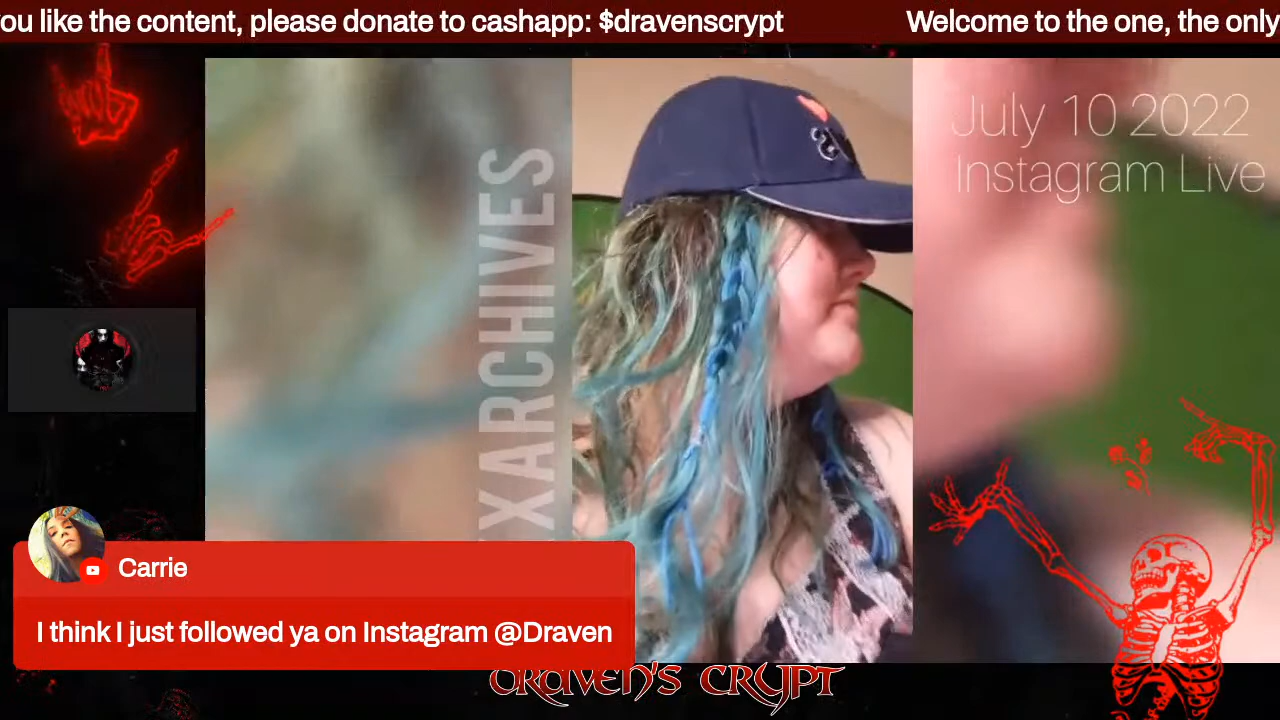 ou like the content, please donate to cashapp: $dravenscrypt
Welcome to the one, the only
July 10 2022
Instagram Live
XARCHIVES
Carrie
I think I just followed ya on Instagram @Draven
DRAVEN'S CRYPT